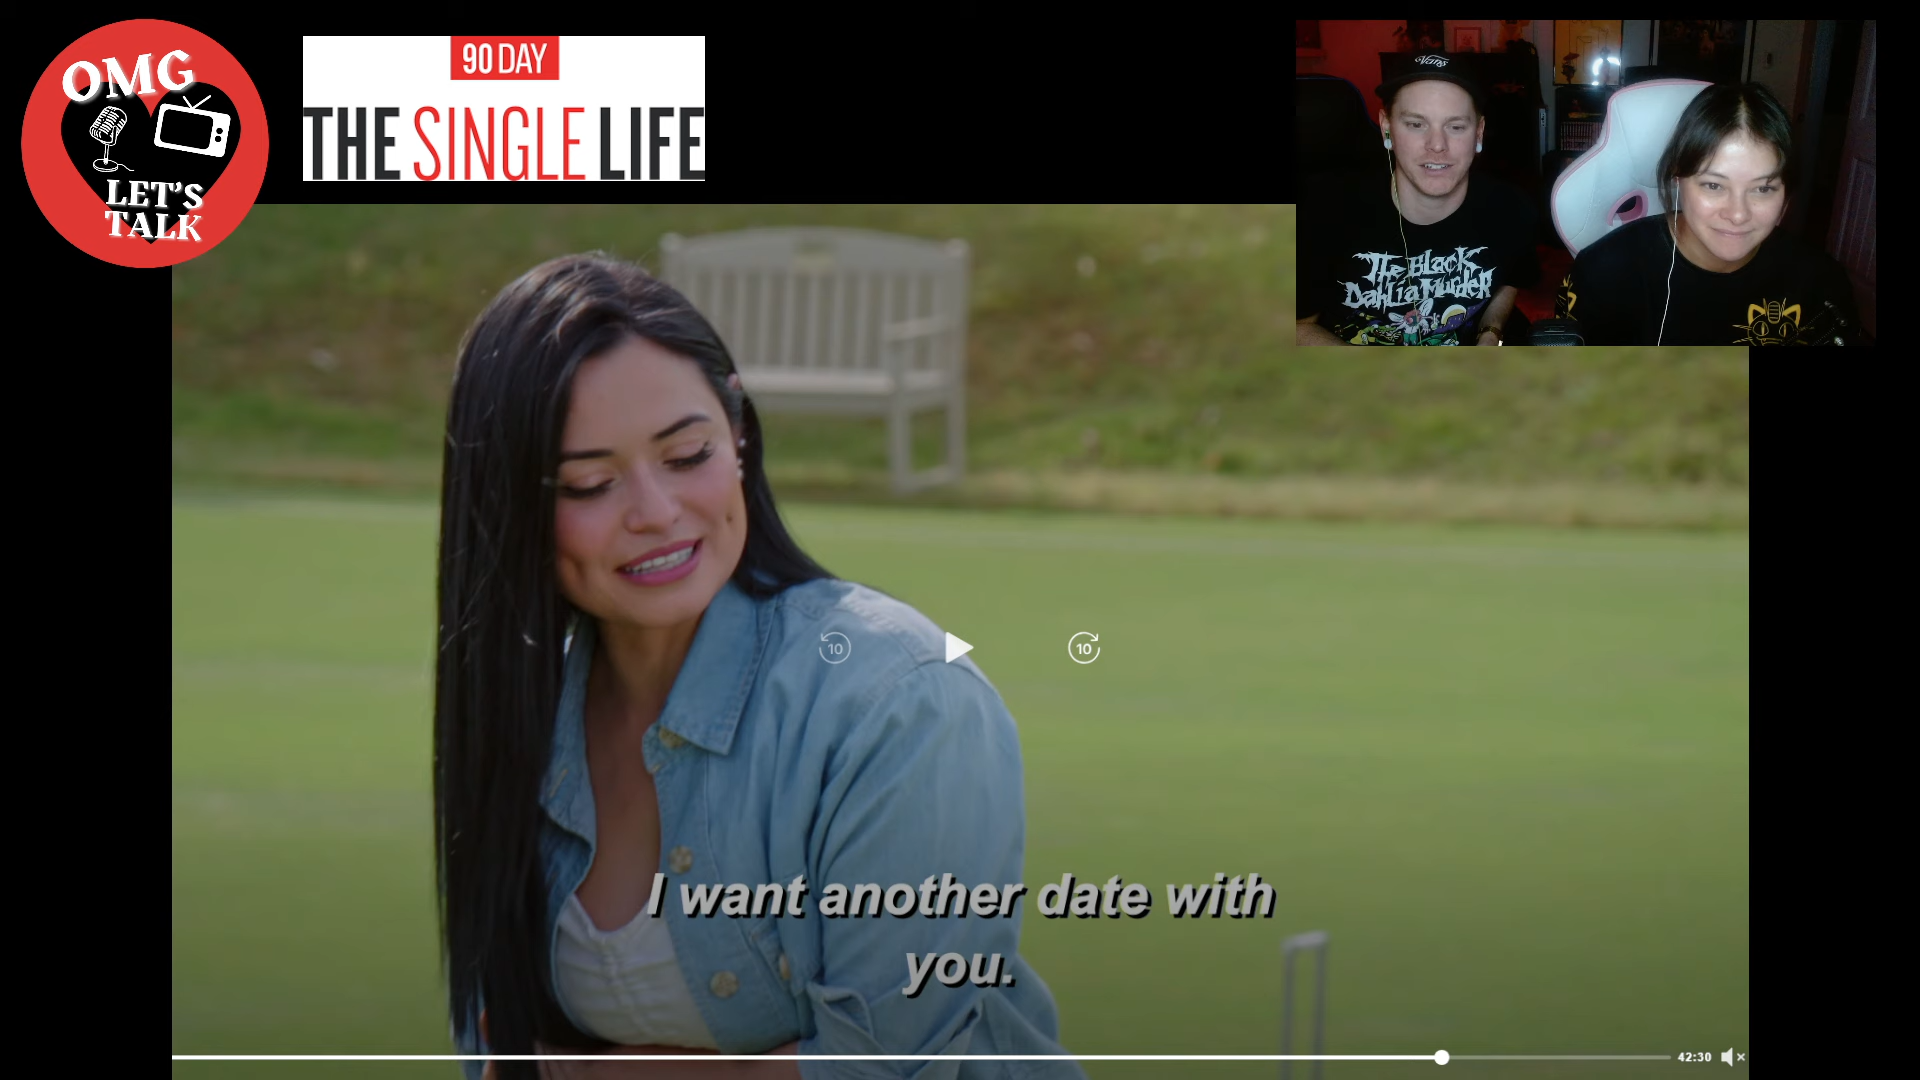 OMG
LET'S
TALK
90 DAY
THE SINGLE LIFE
Vans
The Black
Dahlia Murder
10
10
I want another date with
you.
42:30